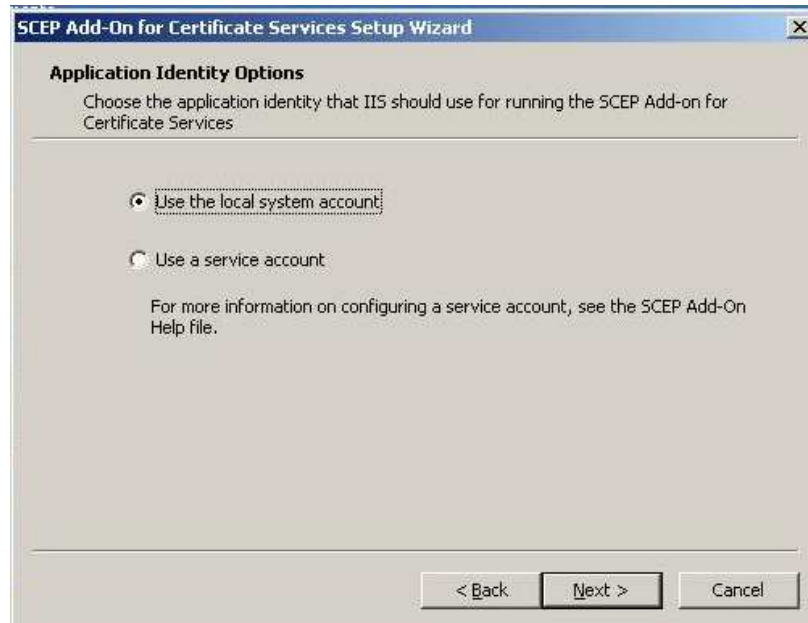 SCEP Add-On for Certificate Services Setup Wizard
Application Identity Options
Choose the application identity that IIS should use for running the SCEP Add-on for
Certificate Services
Use the local system account
Use a service account
For more information on configuring a service account, see the SCEP Add-On
Help file.
< Back
Next >
Cancel